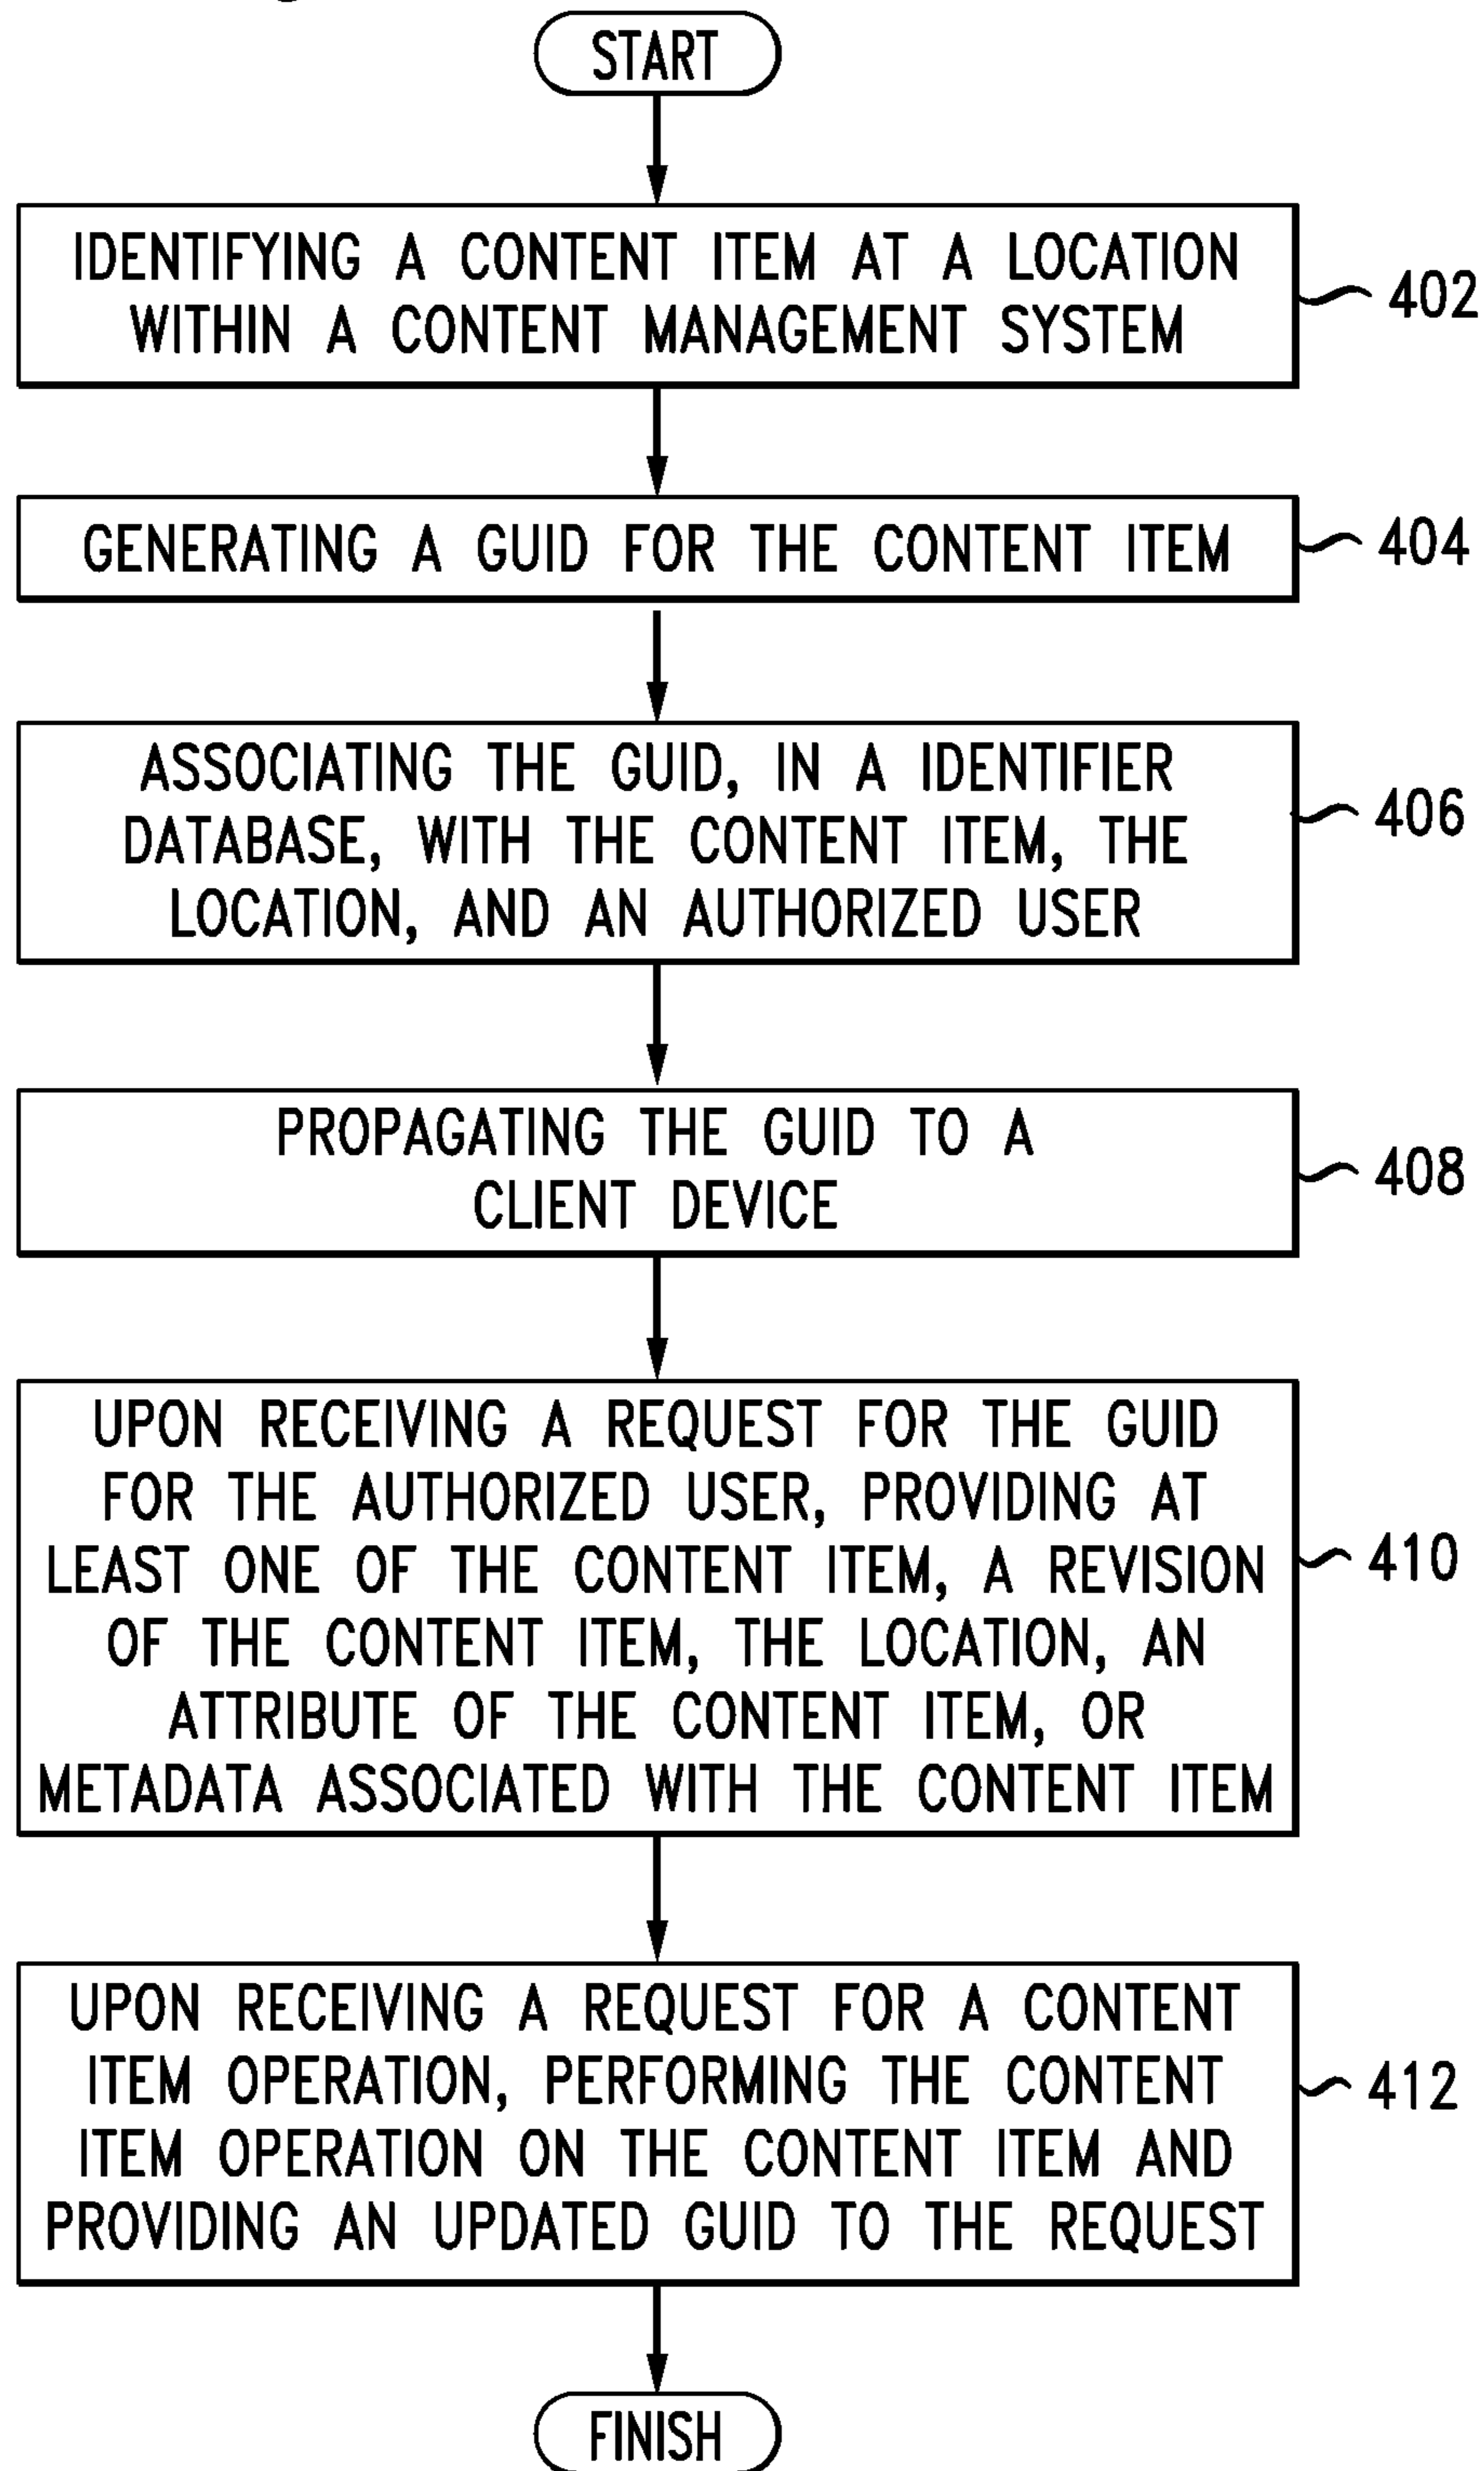 START
IDENTIFYING A CONTENT ITEM AT A LOCATION
WITHIN A CONTENT MANAGEMENT SYSTEM
402
GENERATING A GUID FOR THE CONTENT ITEM
404
ASSOCIATING THE GUID, IN A IDENTIFIER
DATABASE, WITH THE CONTENT ITEM, THE
LOCATION, AND AN AUTHORIZED USER
406
PROPAGATING THE GUID TO A
CLIENT DEVICE
408
UPON RECEIVING A REQUEST FOR THE GUID
FOR THE AUTHORIZED USER, PROVIDING AT
LEAST ONE OF THE CONTENT ITEM, A REVISION
OF THE CONTENT ITEM, THE LOCATION, AN
ATTRIBUTE OF THE CONTENT ITEM, OR
METADATA ASSOCIATED WITH THE CONTENT ITEM
410
UPON RECEIVING A REQUEST FOR A CONTENT
ITEM OPERATION, PERFORMING THE CONTENT
ITEM OPERATION ON THE CONTENT ITEM AND
PROVIDING AN UPDATED GUID TO THE REQUEST
412
FINISH